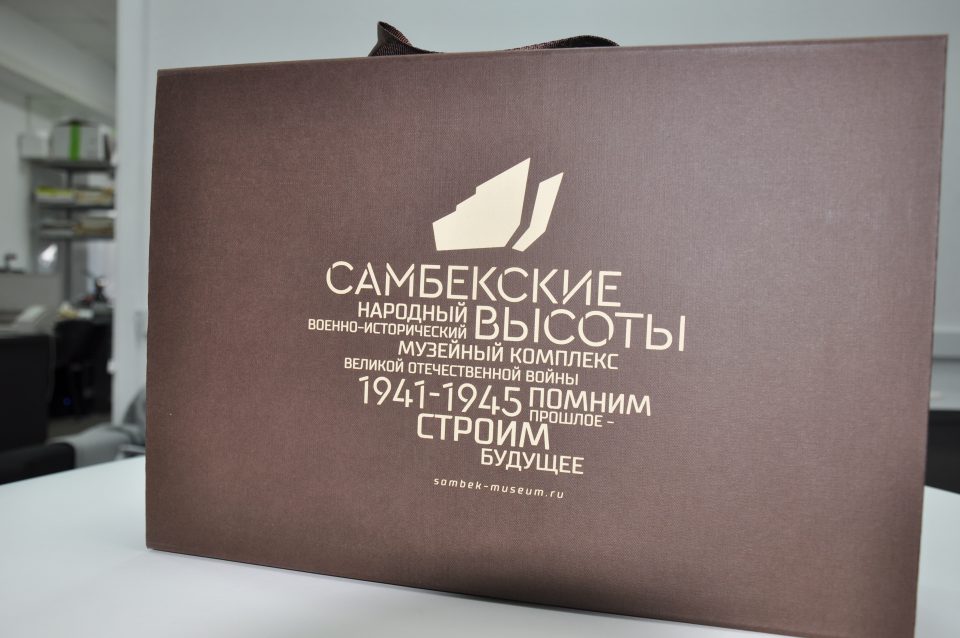 САМБЕКСКИЕ
НАРОДНЫЙ
ВОЕННО-ИСТОРИЧЕСКИЙ ВЫСОТЫ
МУЗЕЙНЫЙ КОМПЛЕКС
ВЕЛИКОЙ ОТЕЧЕСТВЕННОЙ ВОЙНЫ
1941-1945 ПОМНИМ
ПРОШЛОЕ –
СТРОИМ
БУДУЩЕЕ
sambek-museum.ru